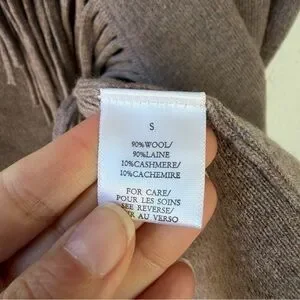 S
90%WOOL/
90%LAINE
10%CASHMERE/
10%CACHEMIRE
FOR CARE/
POUR LES SOINS
SEE REVERSE/
AU VERSO